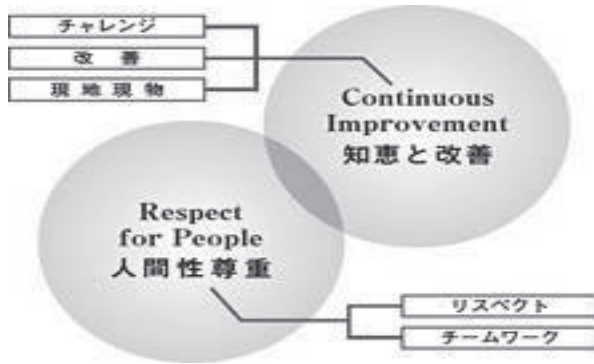 チャレンジ
改善
現地現物
Continuous
Improvement
知恵と改善
Respect
for People
人間性尊重
リスペクト
チームワーク